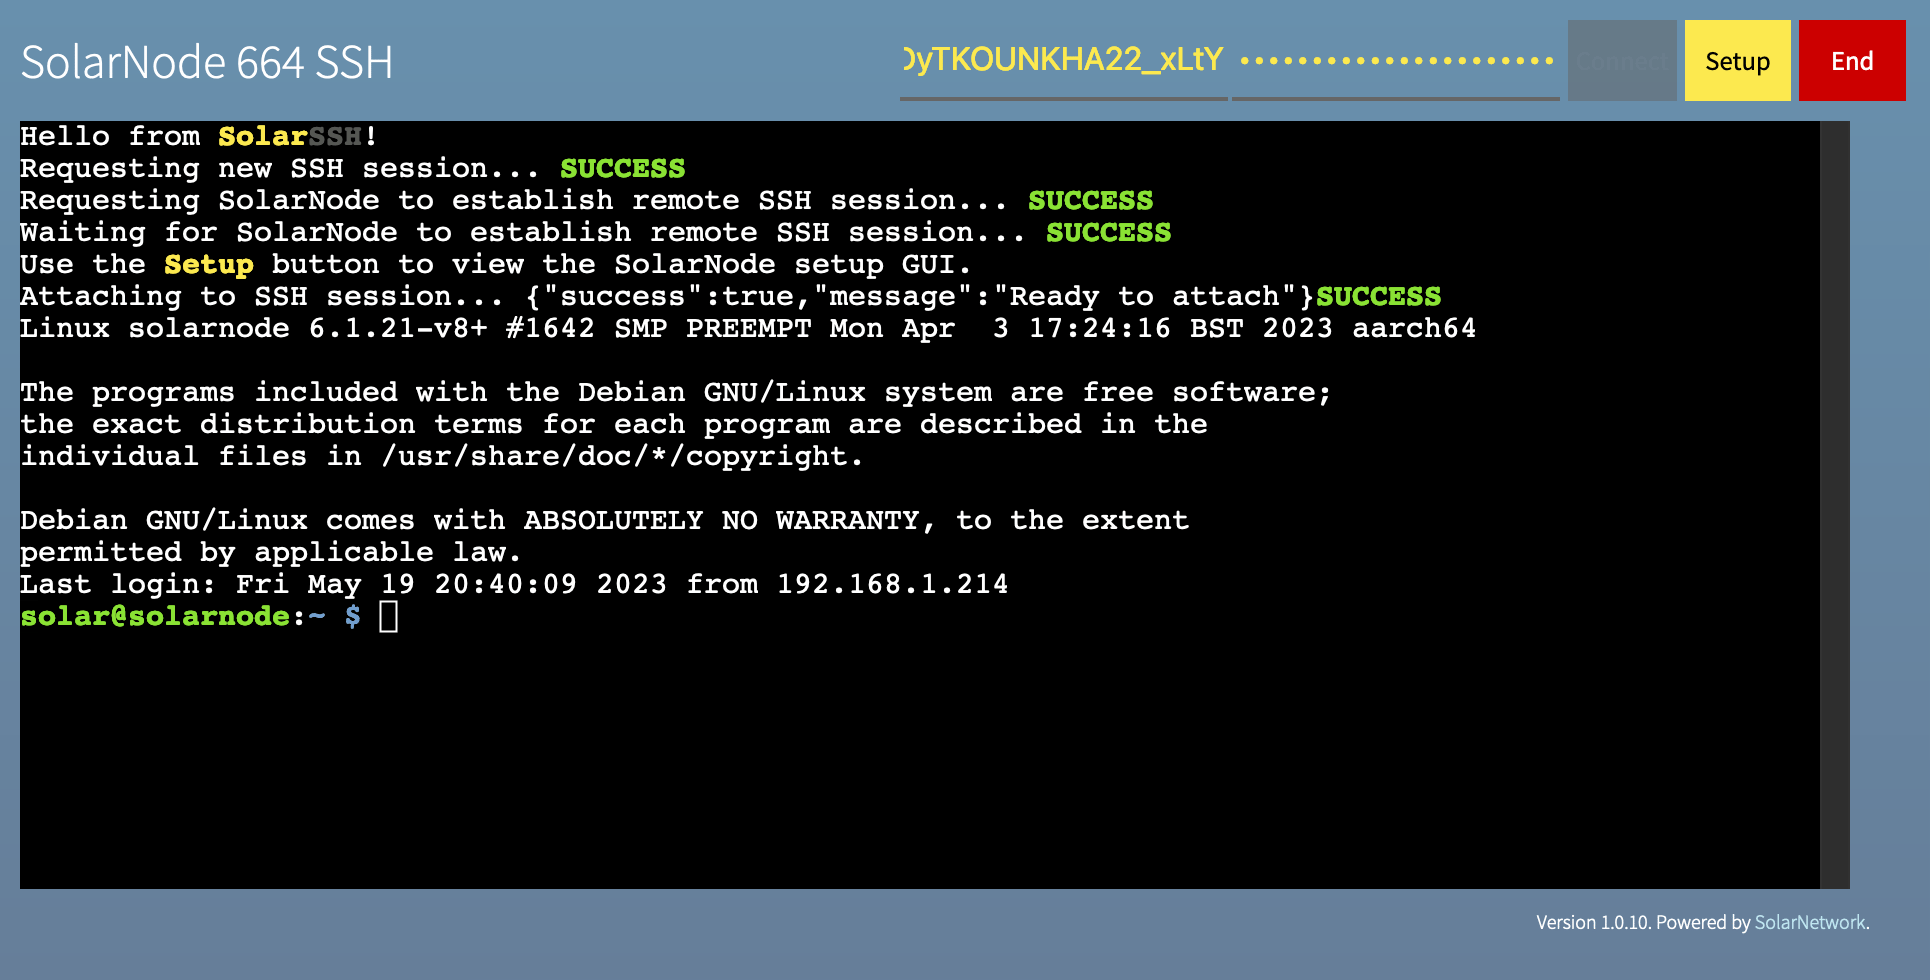 SolarNode 664 SSH
yTKOUNKHA22_xLtY
Connect
Setup
End
Hello from SolarSSH!
Requesting new SSH session... SUCCESS
Requesting SolarNode to establish remote SSH session... SUCCESS
Waiting for SolarNode to establish remote SSH session... SUCCESS
Use the Setup button to view the SolarNode setup GUI.
Attaching to SSH session... {"success":true,"message":"Ready to attach"}SUCCESS
Linux solarnode 6.1.21-v8+ #1642 SMP PREEMPT Mon Apr  3 17:24:16 BST 2023 aarch64
The programs included with the Debian GNU/Linux system are free software;
the exact distribution terms for each program are described in the
individual files in /usr/share/doc/*/copyright.
Debian GNU/Linux comes with ABSOLUTELY NO WARRANTY, to the extent
permitted by applicable law.
Last login: Fri May 19 20:40:09 2023 from 192.168.1.214
solar@solarnode:~ $
Version 1.0.10. Powered by SolarNetwork.